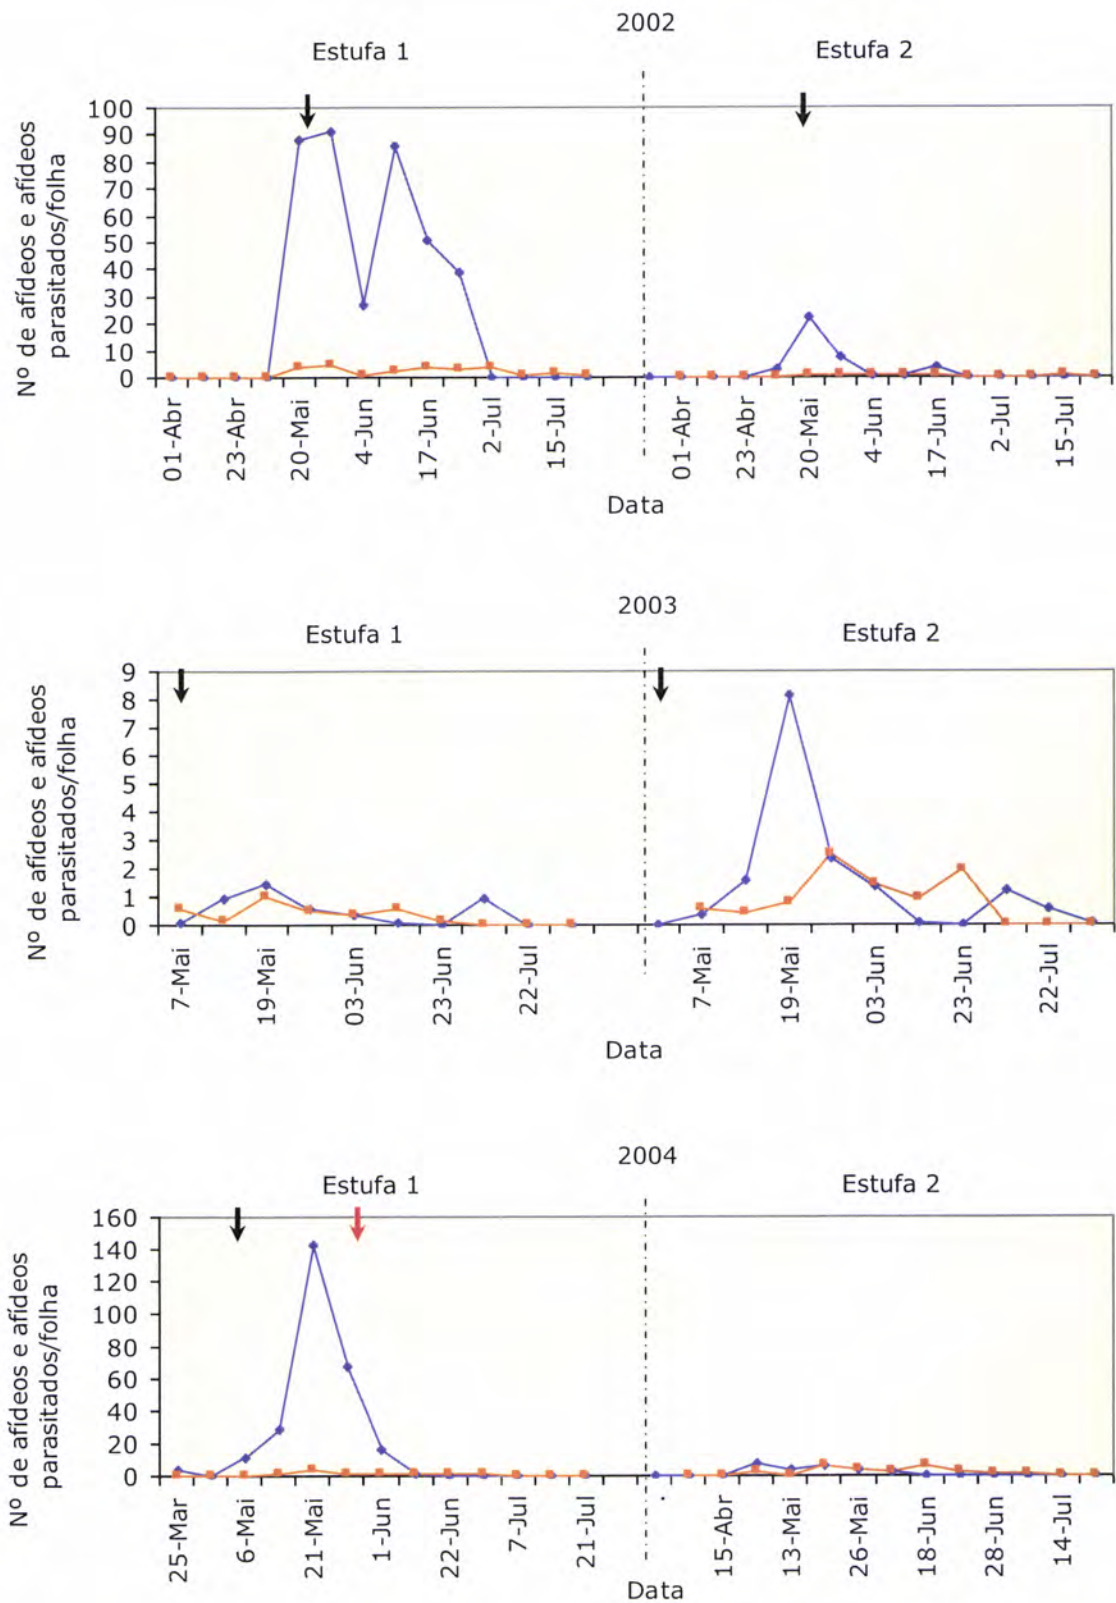 2002
Estufa 1
Estufa 2
Nº de afídeos e afídeos
parasitados/folha
100
90
80
70
60
50
40
30
20
10
0
01-Abr
23-Abr
20-Mai
4-Jun
17-Jun
2-Jul
15-Jul
01-Abr
23-Abr
20-Mai
4-Jun
17-Jun
2-Jul
15-Jul
Data
2003
Estufa 1
Estufa 2
Nº de afídeos e afídeos
parasitados/folha
9
8
7
6
5
4
3
2
1
0
7-Mai
19-Mai
03-Jun
23-Jun
22-Jul
7-Mai
19-Mai
03-Jun
23-Jun
22-Jul
Data
2004
Estufa 1
Estufa 2
Nº de afídeos e afídeos
parasitados/folha
160
140
120
100
80
60
40
20
0
25-Mar
6-Mai
21-Mai
1-Jun
22-Jun
7-Jul
21-Jul
15-Abr
13-Mai
26-Mai
18-Jun
28-Jun
14-Jul
Data